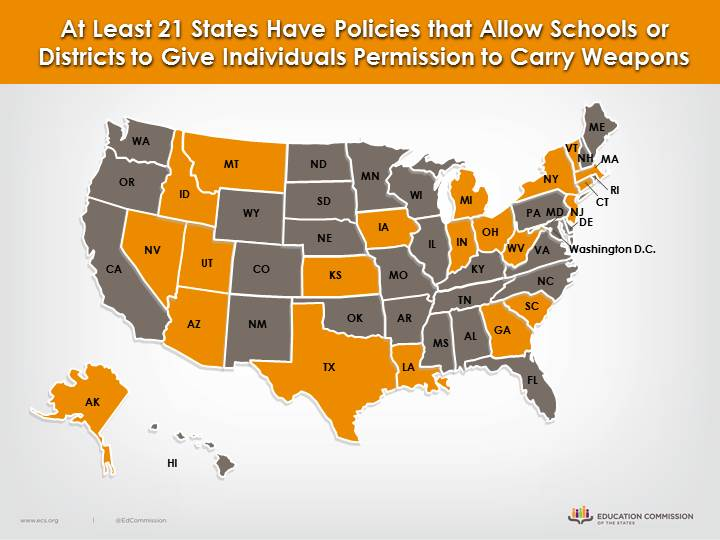 At Least 21 States Have Policies that Allow Schools or
Districts to Give Individuals Permission to Carry Weapons
ME
WA
VT
NH
MA
MT
ND
MN
OR
ID
NY
RI
CT
SD
WI
MI
WY
PA
MD
NJ
DE
IA
NE
OH
NV
IL
IN
WV
VA
Washington D.C.
UT
CO
CA
KS
MO
KY
NC
TN
AZ
NM
OK
AR
SC
MS
AL
GA
TX
LA
FL
AK
HI
www.ecs.org | @EdCommission
EDUCATION COMMISSION
OF THE STATES